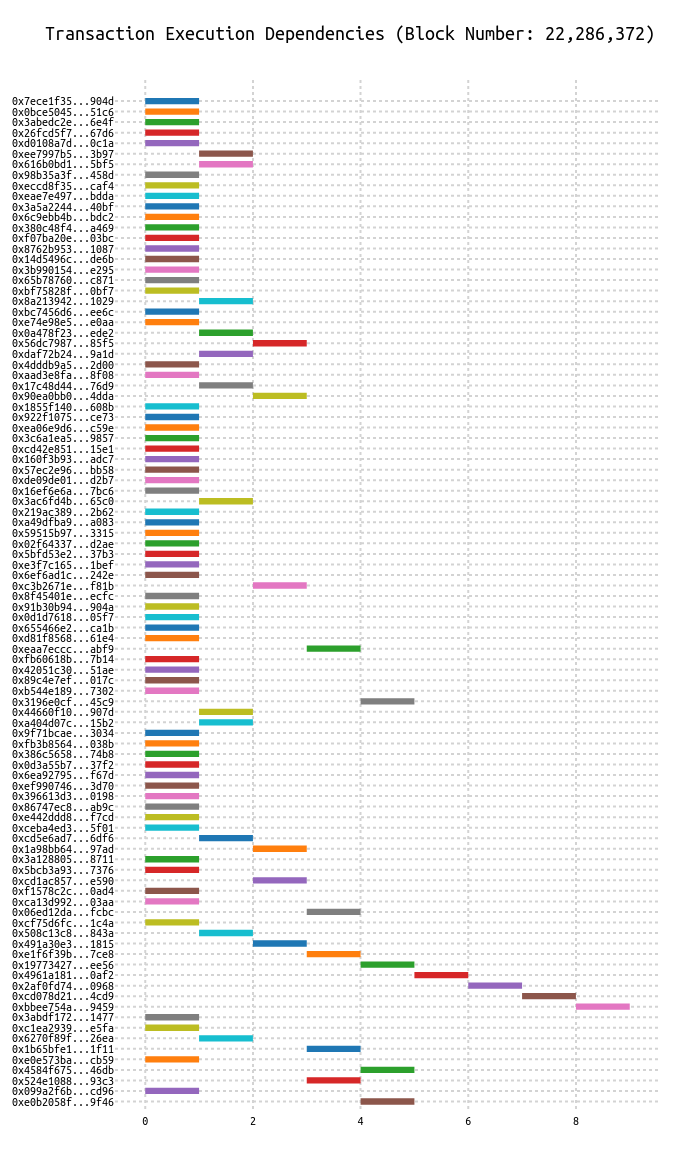 Transaction Execution Dependencies (Block Number: 22,286,372)
0x7ece1f35...904d
0x0bce5045...51c6
0x3abedc2e...6e4f
0x26fcd5f7...67d6
0xd0108a7d...0c1a
0xee7997b5...3b97
0x616b0bd1...5bf5
0x98b35a3f...458d
0xeccd8f35...caf4
0xeae7e497...bdda
0x3a5a2244...40bf
0x6c9ebb4b...bdc2
0x380c48f4...a469
0xf07ba20e...03bc
0x8762b953...1087
0x14d5496c...de6b
0x3b990154...e295
0x65b78760...c871
0xbf75828f...0bf7
0x8a213942...1029
0xbc7456d6...ee6c
0xe74e98e5...e0aa
0x0a478f23...ede2
0x56dc7987...85f5
0xdaf72b24...9a1d
0x4dddb9a5...2d00
0xaad3e8fa...8f08
0x17c48d44...76d9
0x90ea0bb0...4dda
0x1855f140...608b
0x922f1075...ce73
0xea06e9d6...c59e
0x3c6a1ea5...9857
0xcd42e851...15e1
0x160f3b93...adc7
0x57ec2e96...bb58
0xde09de01...d2b7
0x16ef6e6a...7bc6
0x3ac6fd4b...65c0
0x219ac389...2b62
0xa49dfba9...a083
0x59515b97...3315
0x02f64337...d2ae
0x5bfd53e2...37b3
0xe3f7c165...1bef
0x6ef6ad1c...242e
0xc3b2671e...f81b
0x8f45401e...ecfc
0x91b30b94...904a
0x0d1d7618...05f7
0x655466e2...ca1b
0xd81f8568...61e4
0xeaa7eccc...abf9
0xfb60618b...7b14
0x42051c30...51ae
0x89c4e7ef...017c
0xb544e189...7302
0x3196e0cf...45c9
0x44660f10...907d
0xa404d07c...15b2
0x9f71bcae...3034
0xfb3b8564...038b
0x386c5658...74b8
0x0d3a55b7...37f2
0x6ea92795...f67d
0xef990746...3d70
0x396613d3...0198
0x86747ec8...ab9c
0xe442ddd8...f7cd
0xceba4ed3...5f01
0xcd5e6ad7...6df6
0x1a98bb64...97ad
0x3a128805...8711
0x5bcb3a93...7376
0xcd1ac857...e590
0xf1578c2c...0ad4
0xca13d992...03aa
0x06ed12da...fcbc
0xcf75d6fc...1c4a
0x508c13c8...843a
0x491a30e3...1815
0xe1f6f39b...7ce8
0x19773427...ee56
0x4961a181...0af2
0x2af0fd74...0968
0xcd078d21...4cd9
0xbbee754a...9459
0x3abdf172...1477
0xc1ea2939...e5fa
0x6270f89f...26ea
0x1b65bfe1...1f11
0xe0e573ba...cb59
0x4584f675...46db
0x524e1088...93c3
0x099a2f6b...cd96
0xe0b2058f...9f46
0 2 4 6 8